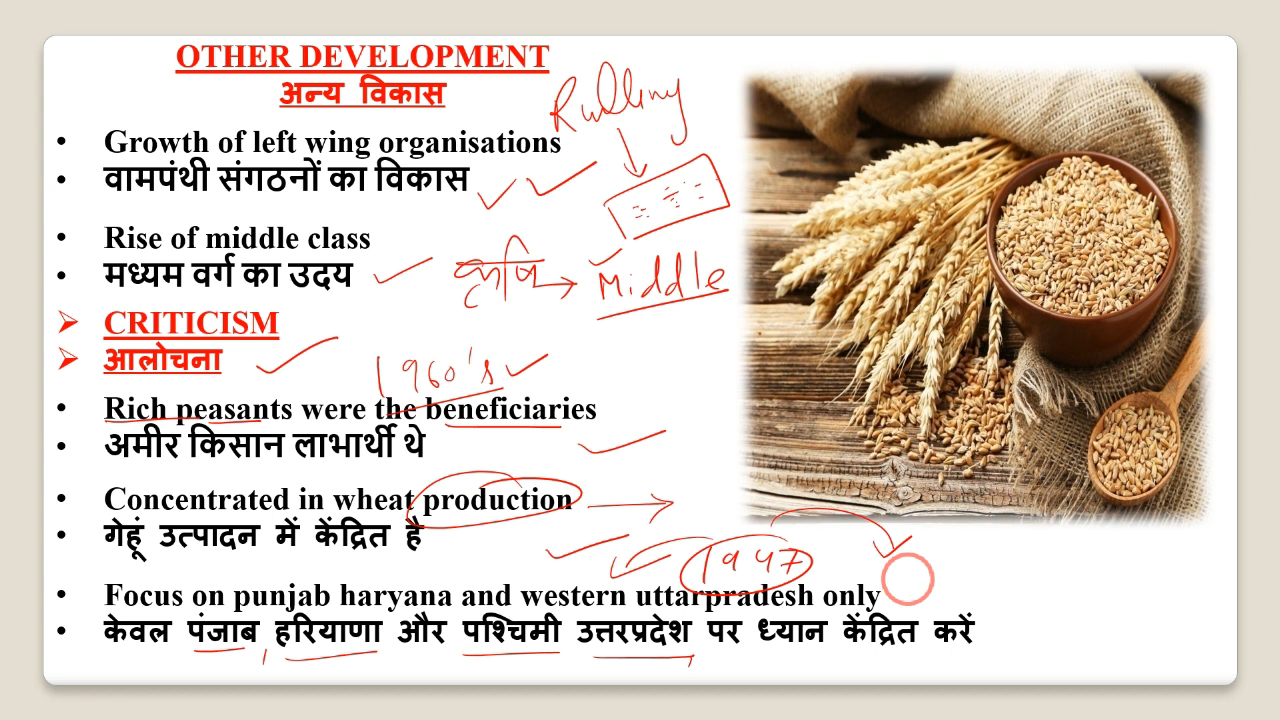 OTHER DEVELOPMENT
अन्य विकास
Rulling
Growth of left wing organisations
वामपंथी संगठनों का विकास
Rise of middle class
मध्यम वर्ग का उदय
कृषि → Middle
CRITICISM
आलोचना
1960's
Rich peasants were the beneficiaries
अमीर किसान लाभार्थी थे
Concentrated in wheat production
गेहूं उत्पादन में केंद्रित है
1947
Focus on punjab haryana and western uttarpradesh only
केवल पंजाब हरियाणा और पश्चिमी उत्तरप्रदेश पर ध्यान केंद्रित करें